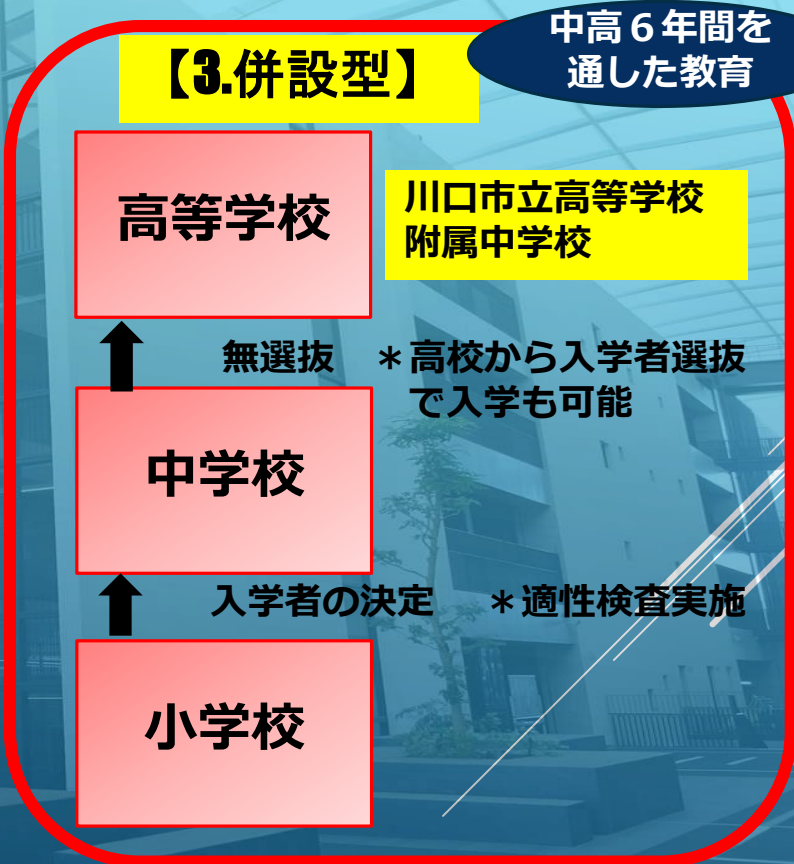 中高６年間を
通した教育
【3.併設型】
高等学校
川口市立高等学校
附属中学校
無選抜　＊高校から入学者選抜
で入学も可能
中学校
入学者の決定　＊適性検査実施
小学校